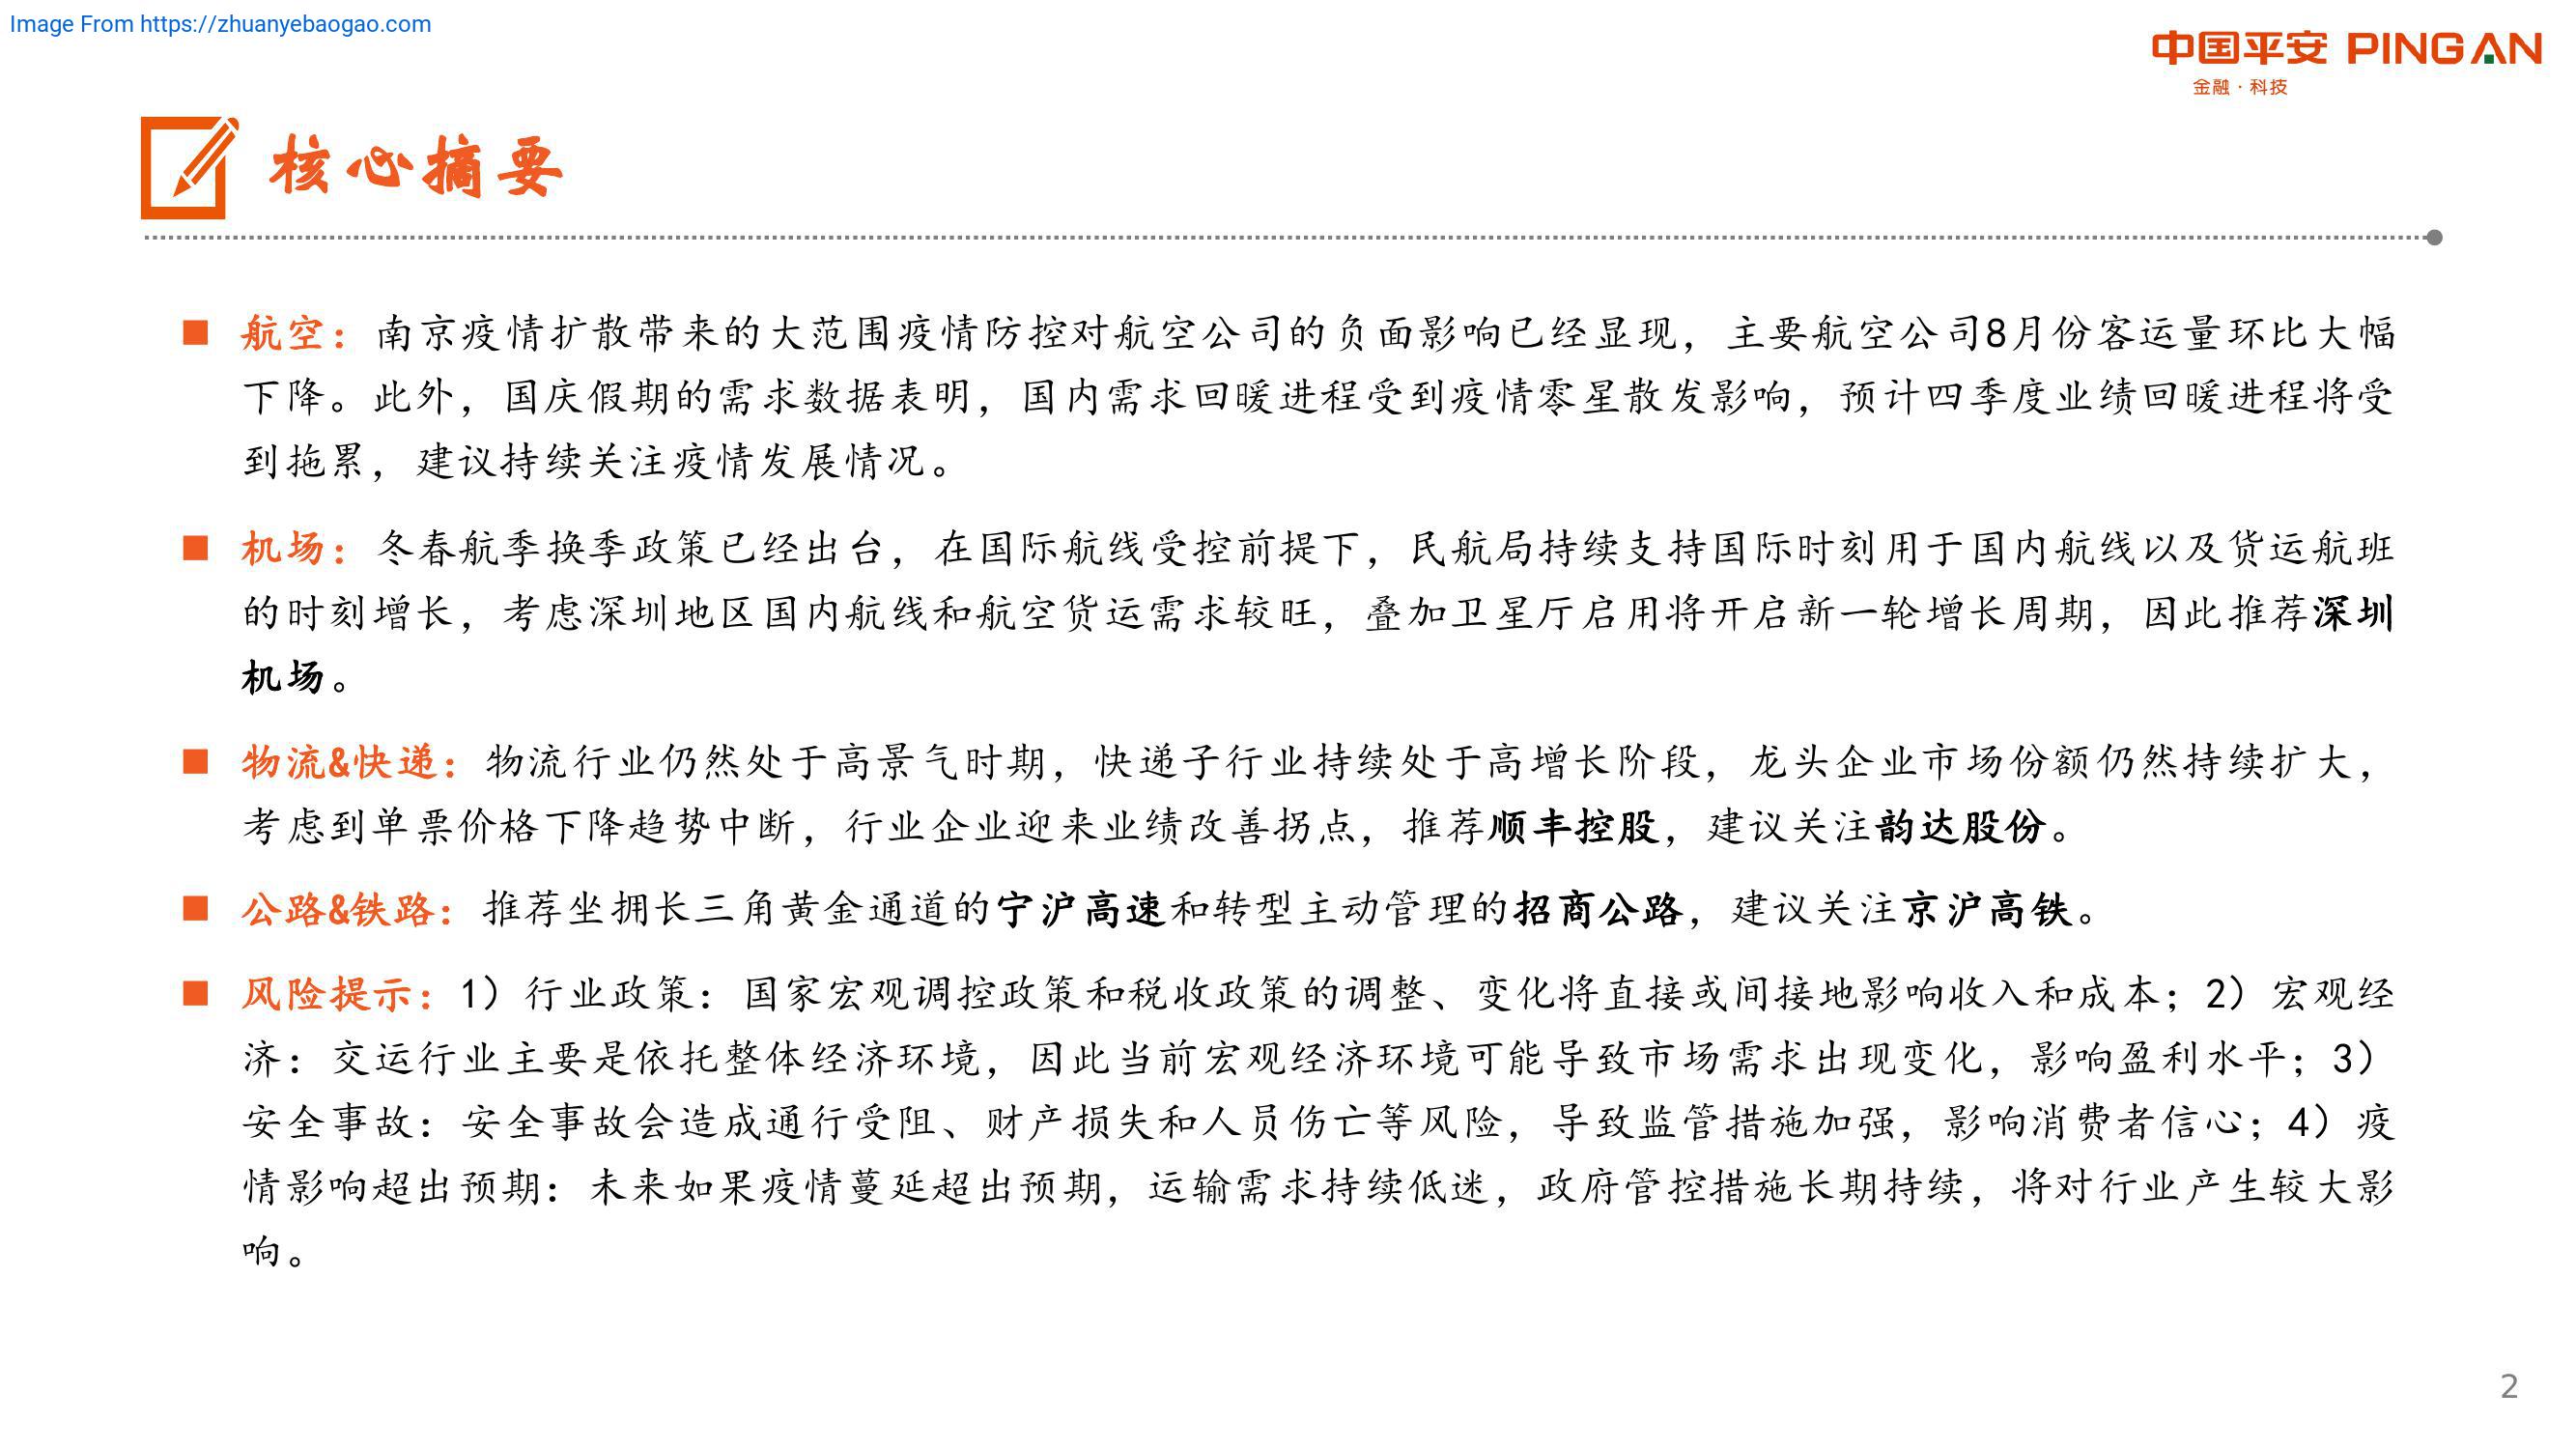 Image From https://zhuanyebaogao.com
中国平安 PINGAN
金融·科技
核心摘要
航空：南京疫情扩散带来的大范围疫情防控对航空公司的负面影响已经显现，主要航空公司8月份客运量环比大幅
下降。此外，国庆假期的需求数据表明，国内需求回暖进程受到疫情零星散发影响，预计四季度业绩回暖进程将受
到拖累，建议持续关注疫情发展情况。
机场：冬春航季换季政策已经出台，在国际航线受控前提下，民航局持续支持国际时刻用于国内航线以及货运航班
的时刻增长，考虑深圳地区国内航线和航空货运需求较旺，叠加卫星厅启用将开启新一轮增长周期，因此推荐深圳
机场。
物流&快递：物流行业仍然处于高景气时期，快递子行业持续处于高增长阶段，龙头企业市场份额仍然持续扩大，
考虑到单票价格下降趋势中断，行业企业迎来业绩改善拐点，推荐顺丰控股，建议关注韵达股份。
公路&铁路：推荐坐拥长三角黄金通道的宁沪高速和转型主动管理的招商公路，建议关注京沪高铁。
风险提示：1）行业政策：国家宏观调控政策和税收政策的调整、变化将直接或间接地影响收入和成本；2）宏观经
济：交运行业主要是依托整体经济环境，因此当前宏观经济环境可能导致市场需求出现变化，影响盈利水平；3）
安全事故：安全事故会造成通行受阻、财产损失和人员伤亡等风险，导致监管措施加强，影响消费者信心；4）疫
情影响超出预期：未来如果疫情蔓延超出预期，运输需求持续低迷，政府管控措施长期持续，将对行业产生较大影
响。
2